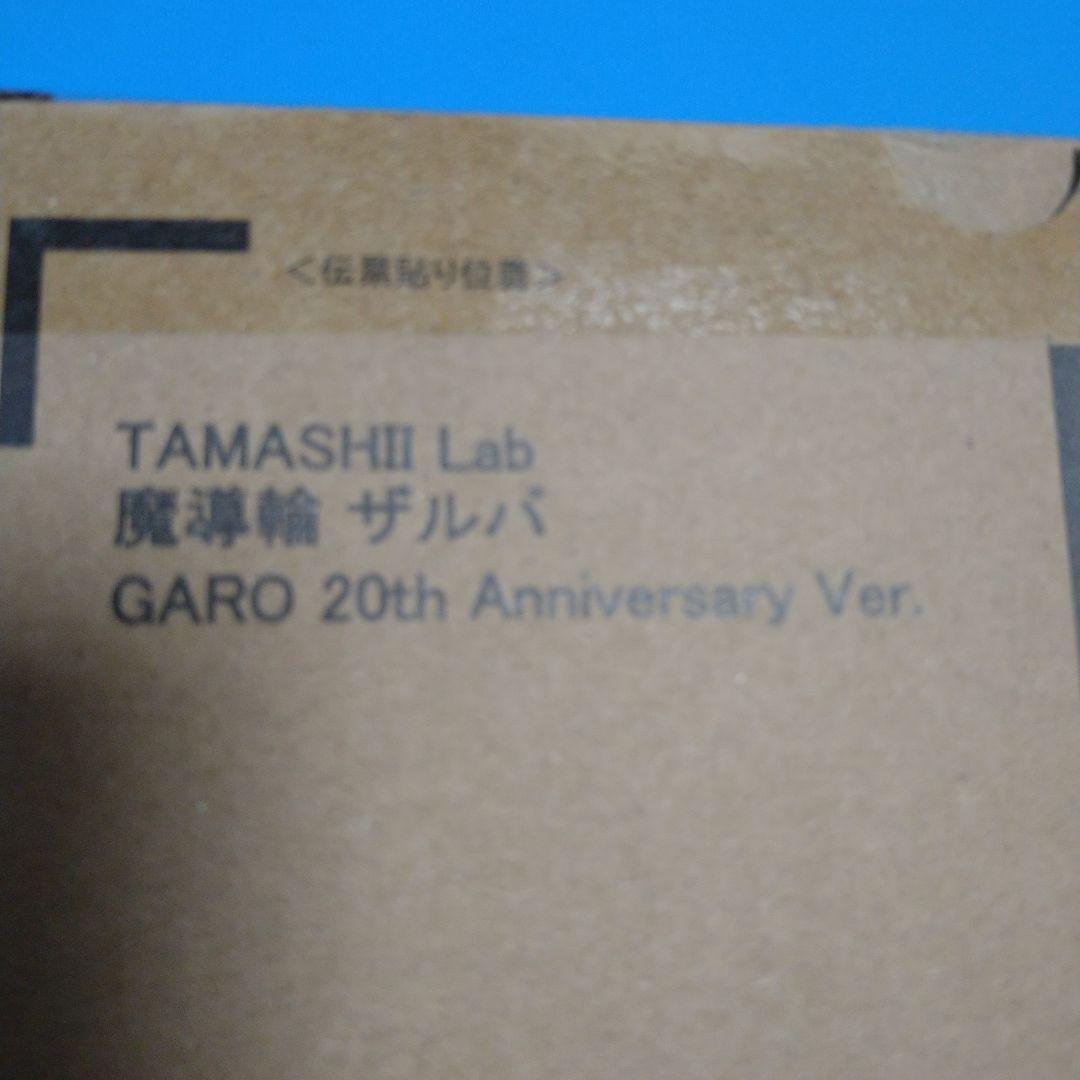 ＜伝票貼り位置＞
TAMASHII Lab
魔導輪 ザルバ
GARO 20th Anniversary Ver.